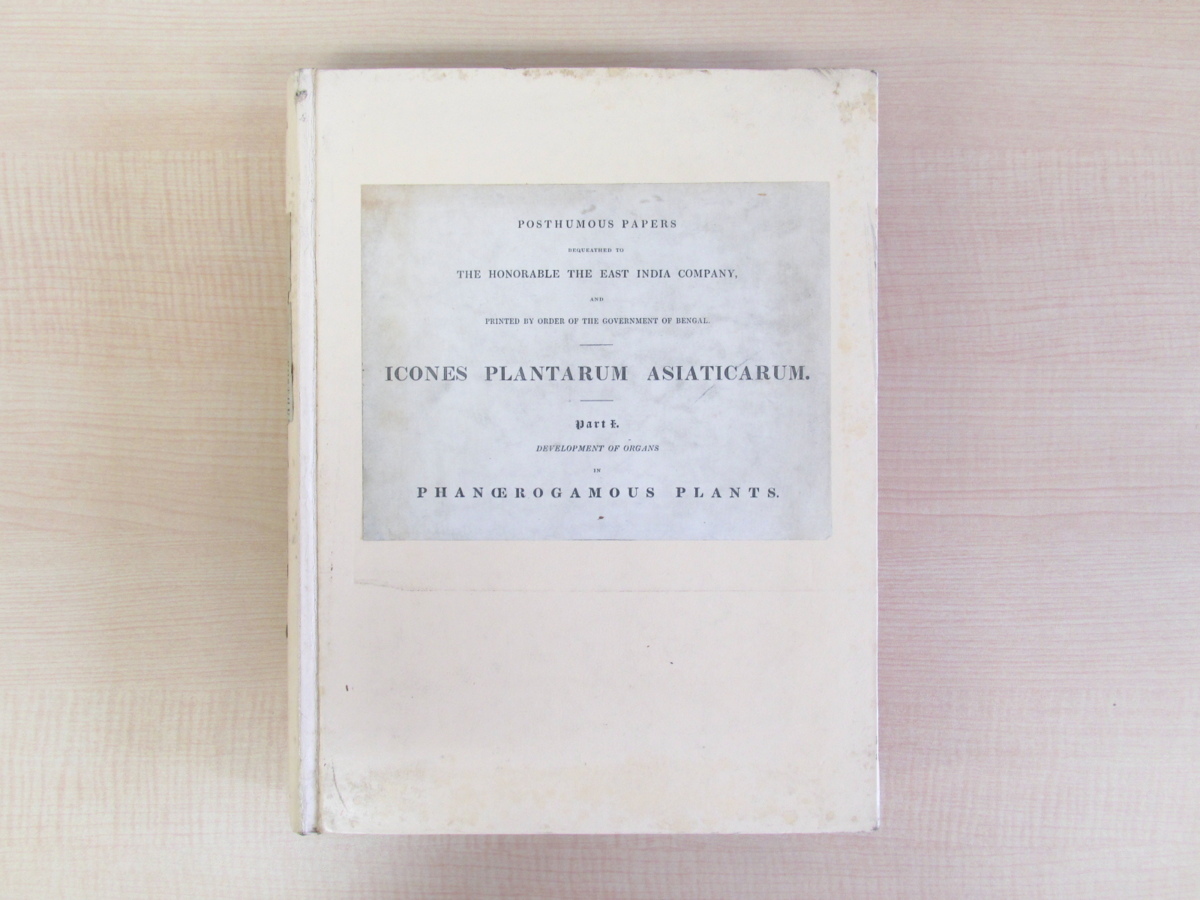 POSTHUMOUS PAPERS
BEQUEATHED TO
THE HONORABLE THE EAST INDIA COMPANY,
AND
PRINTED BY ORDER OF THE GOVERNMENT OF BENGAL.
ICONES PLANTARUM ASIATICARUM.
Part I.
DEVELOPMENT OF ORGANS
IN
PHANŒROGAMOUS PLANTS.